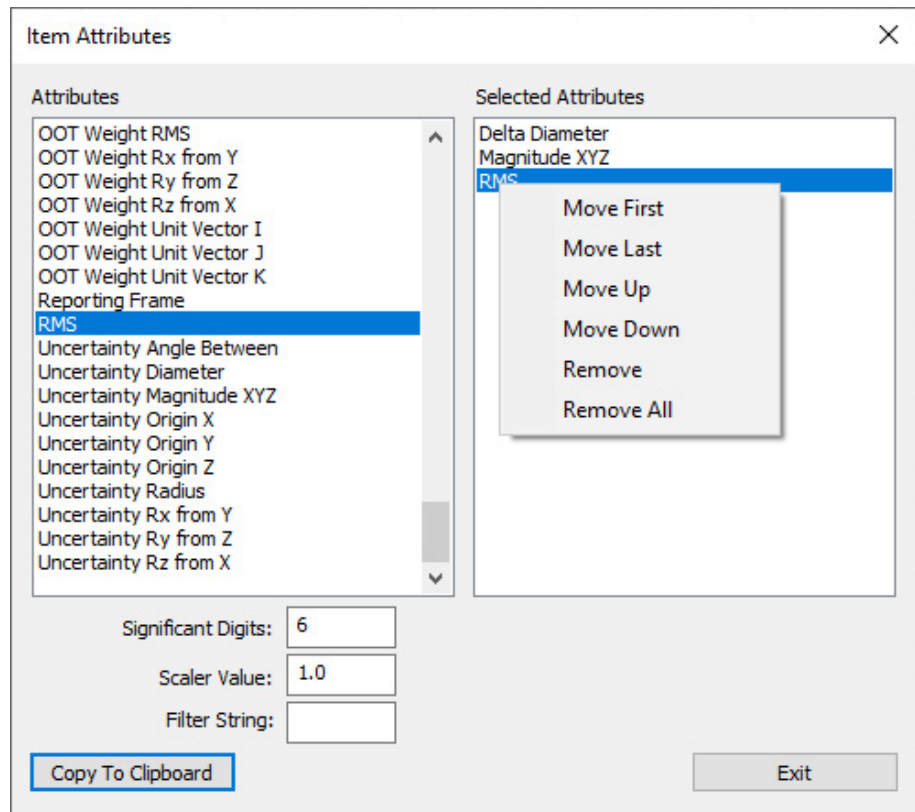 Item Attributes
Attributes
OOT Weight RMS
OOT Weight Rx from Y
OOT Weight Ry from Z
OOT Weight Rz from X
OOT Weight Unit Vector I
OOT Weight Unit Vector J
OOT Weight Unit Vector K
Reporting Frame
RMS
Uncertainty Angle Between
Uncertainty Diameter
Uncertainty Magnitude XYZ
Uncertainty Origin X
Uncertainty Origin Y
Uncertainty Origin Z
Uncertainty Radius
Uncertainty Rx from Y
Uncertainty Ry from Z
Uncertainty Rz from X
Selected Attributes
Delta Diameter
Magnitude XYZ
RMS
Move First
Move Last
Move Up
Move Down
Remove
Remove All
Significant Digits: 6
Scaler Value: 1.0
Filter String:
Copy To Clipboard
Exit